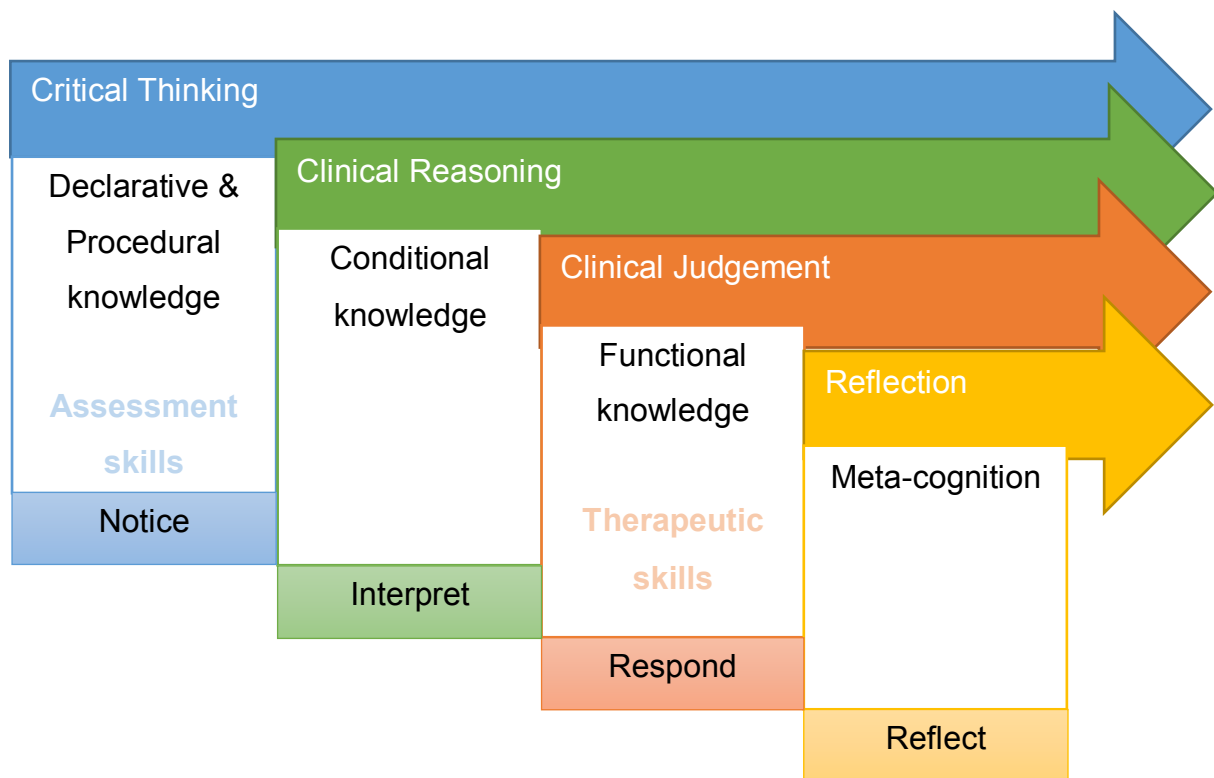 Critical Thinking
Declarative &
Procedural
knowledge
Assessment
skills
Notice
Clinical Reasoning
Conditional
knowledge
Interpret
Clinical Judgement
Functional
knowledge
Therapeutic
skills
Respond
Reflection
Meta-cognition
Reflect